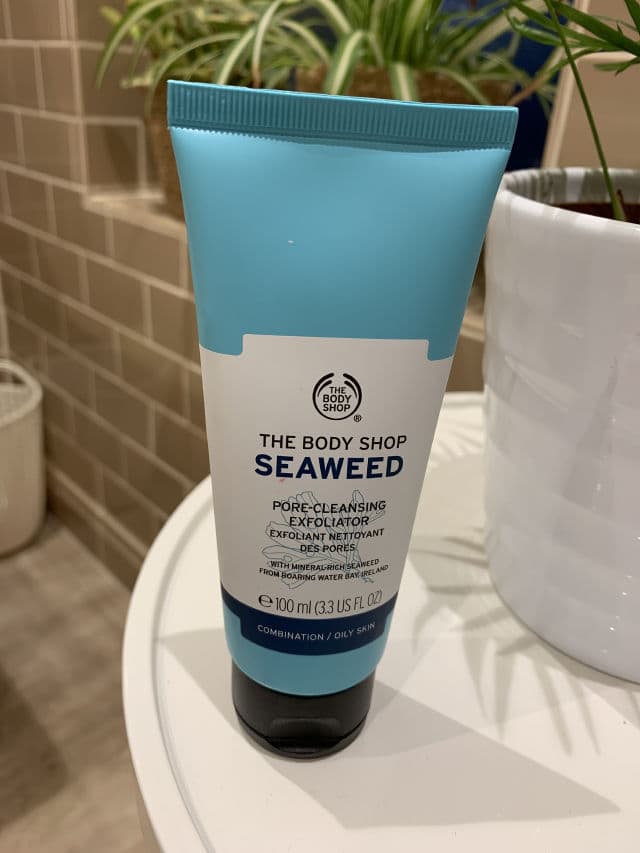 THE
BODY
SHOP
®
THE BODY SHOP
SEAWEED
PORE-CLEANSING
EXFOLIATOR
EXFOLIANT NETTOYANT
DES PORES
WITH MINERAL-RICH SEAWEED
FROM ROARING WATER BAY, IRELAND
℮ 100 ml (3.3 US FL OZ)
COMBINATION / OILY SKIN